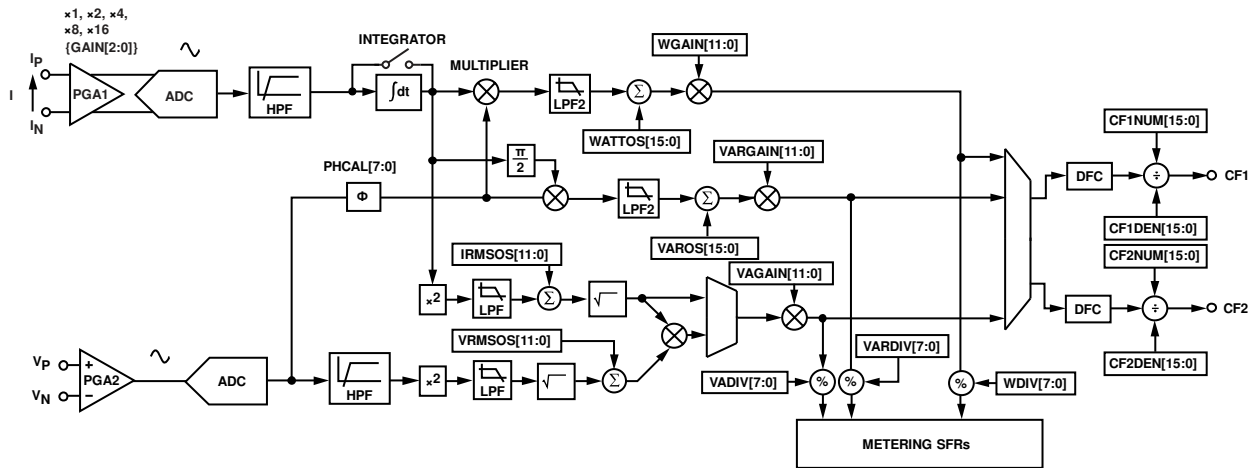 ×1, ×2, ×4,
×8, ×16
{GAIN[2:0]}
IP
I
IN
PGA1
ADC
HPF
INTEGRATOR
∫dt
MULTIPLIER
LPF2
Σ
WATTOS[15:0]
WGAIN[11:0]
π
2
PHCAL[7:0]
Φ
LPF2
Σ
VAROS[15:0]
VARGAIN[11:0]
IRMSOS[11:0]
×2
LPF
Σ
√
VAGAIN[11:0]
VRMSOS[11:0]
VP
+
PGA2
VN
−
ADC
HPF
×2
LPF
√
Σ
VARDIV[7:0]
VADIV[7:0]
%
%
%
WDIV[7:0]
METERING SFRs
CF1NUM[15:0]
DFC
÷
CF1
CF1DEN[15:0]
CF2NUM[15:0]
DFC
÷
CF2
CF2DEN[15:0]